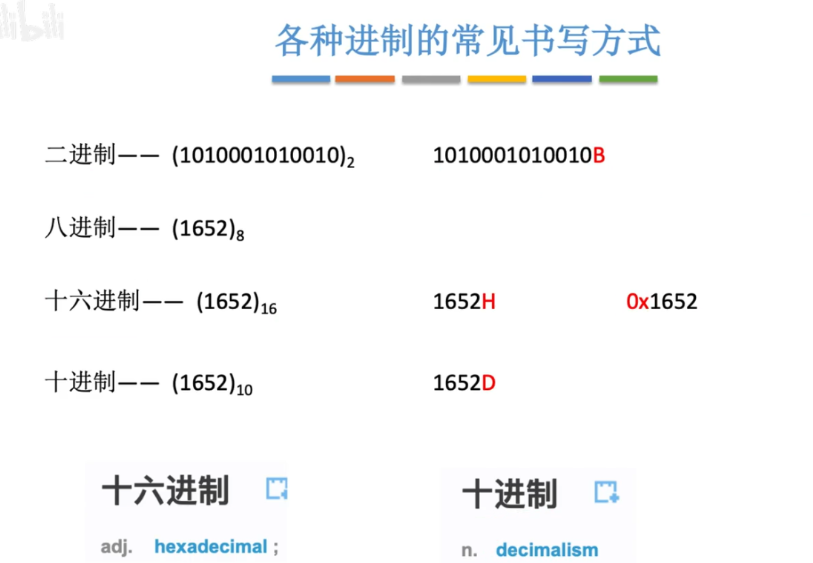 各种进制的常见书写方式
二进制—— (1010001010010)₂ 1010001010010B
八进制—— (1652)₈
十六进制—— (1652)₁₆ 1652H 0x1652
十进制—— (1652)₁₀ 1652D
十六进制 十进制
adj. hexadecimal ; n. decimalism